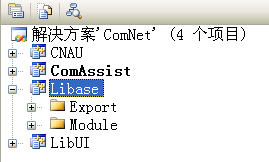 解决方案'ComNet' (4 个项目)
CNAU
ComAssist
Libase
Export
Module
LibUI